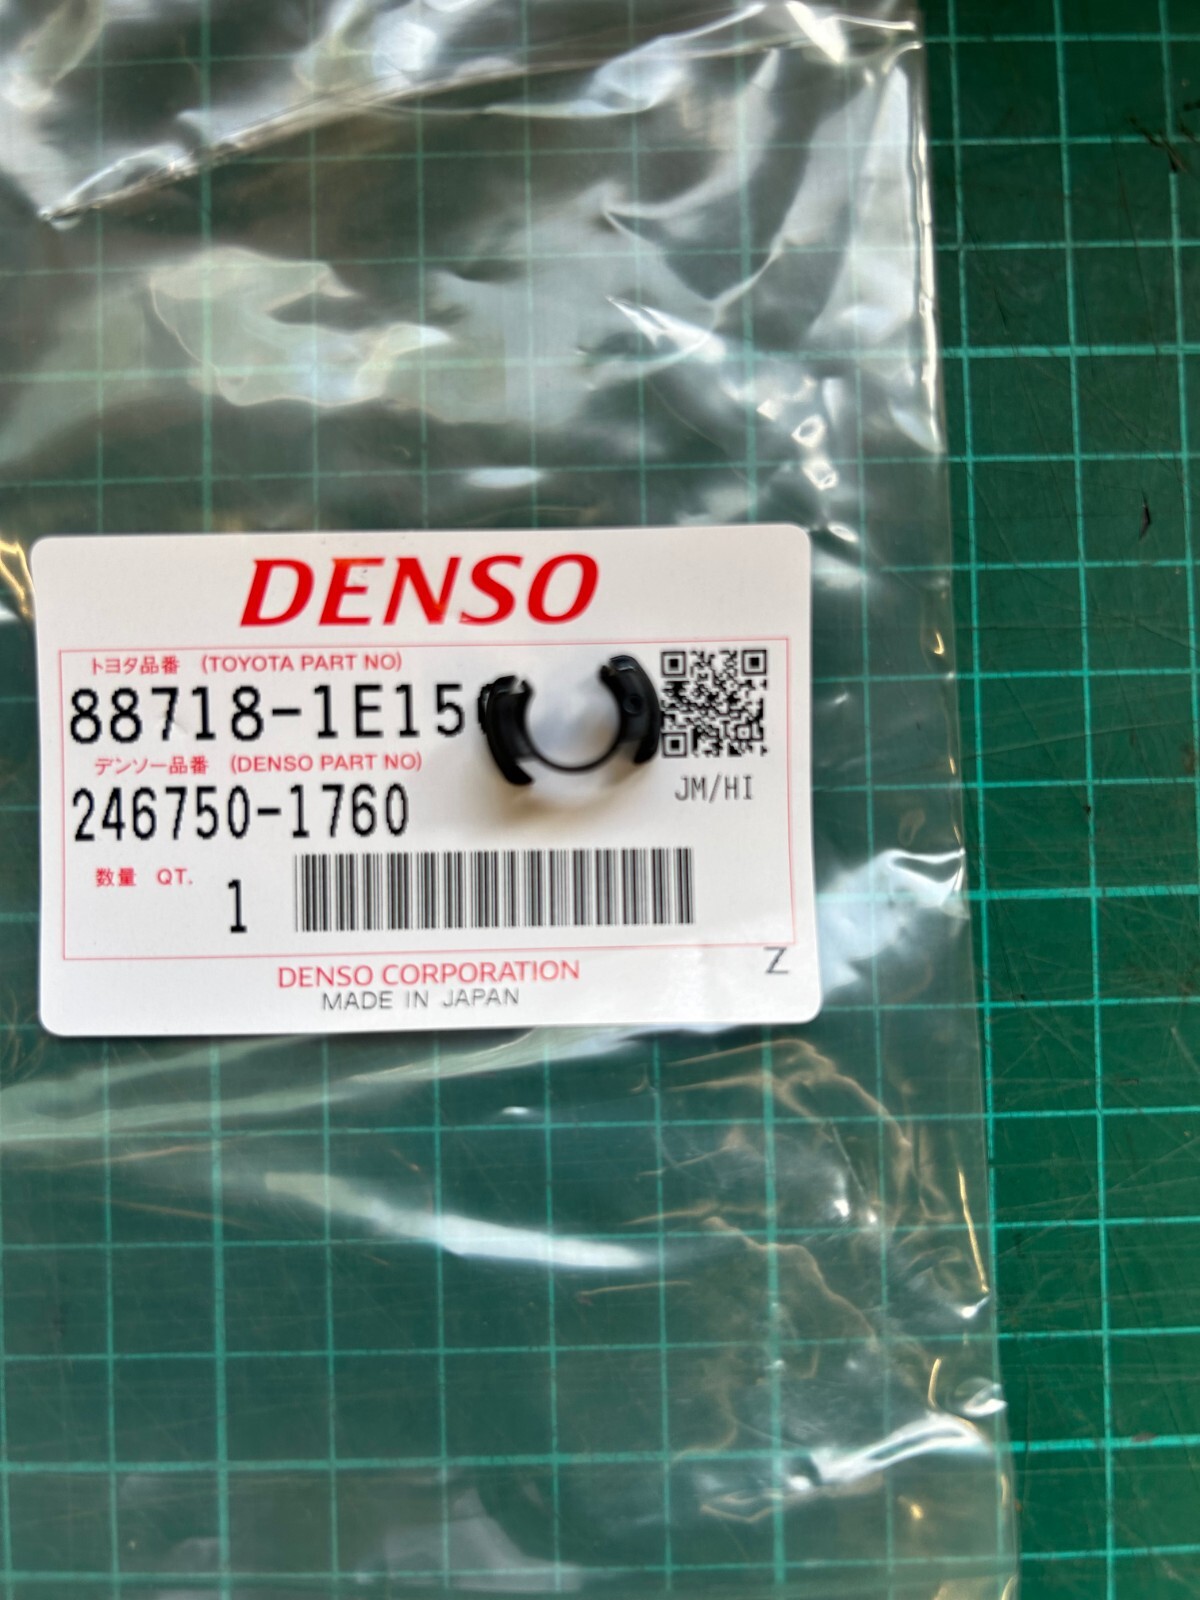 DENSO
トヨタ品番 (TOYOTA PART NO)
88718-1E15
デンソー品番 (DENSO PART NO)
246750-1760
JM/HI
数量 QT.
1
DENSO CORPORATION
MADE IN JAPAN
Z